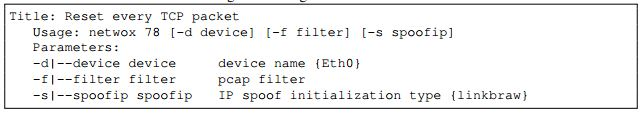 Title: Reset every TCP packet
Usage: netwox 78 [-d device] [-f filter] [-s spoofip]
Parameters:
-d|--device device device name {Eth0}
-f|--filter filter pcap filter
-s|--spoofip spoofip IP spoof initialization type {linkbraw}